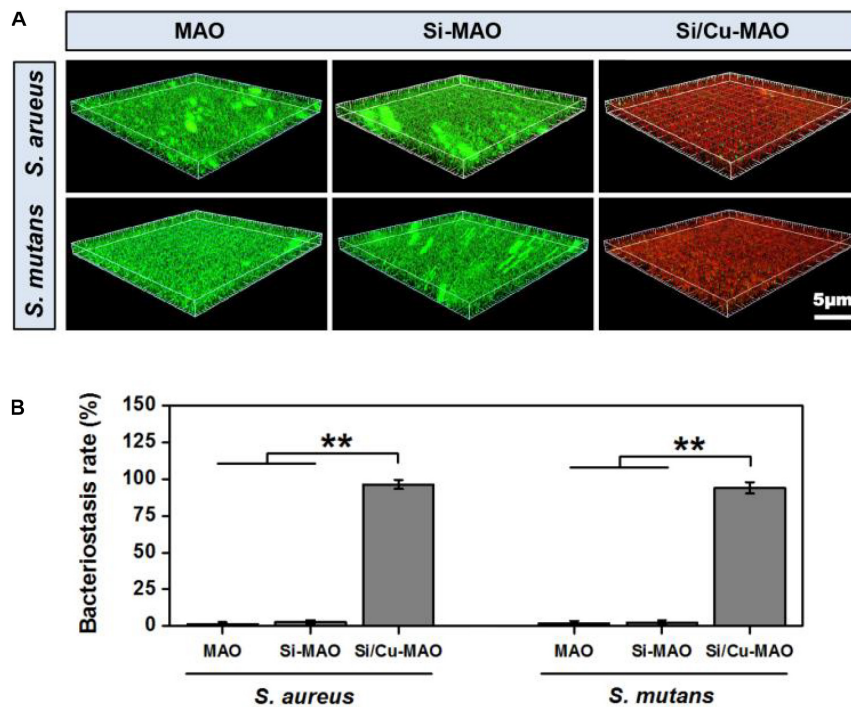 A
MAO Si-MAO Si/Cu-MAO
S. arueus
S. mutans
5μm
B
Bacteriostasis rate (%)
150
125
100
75
50
25
0
** **
MAO Si-MAO Si/Cu-MAO MAO Si-MAO Si/Cu-MAO
S. aureus S. mutans